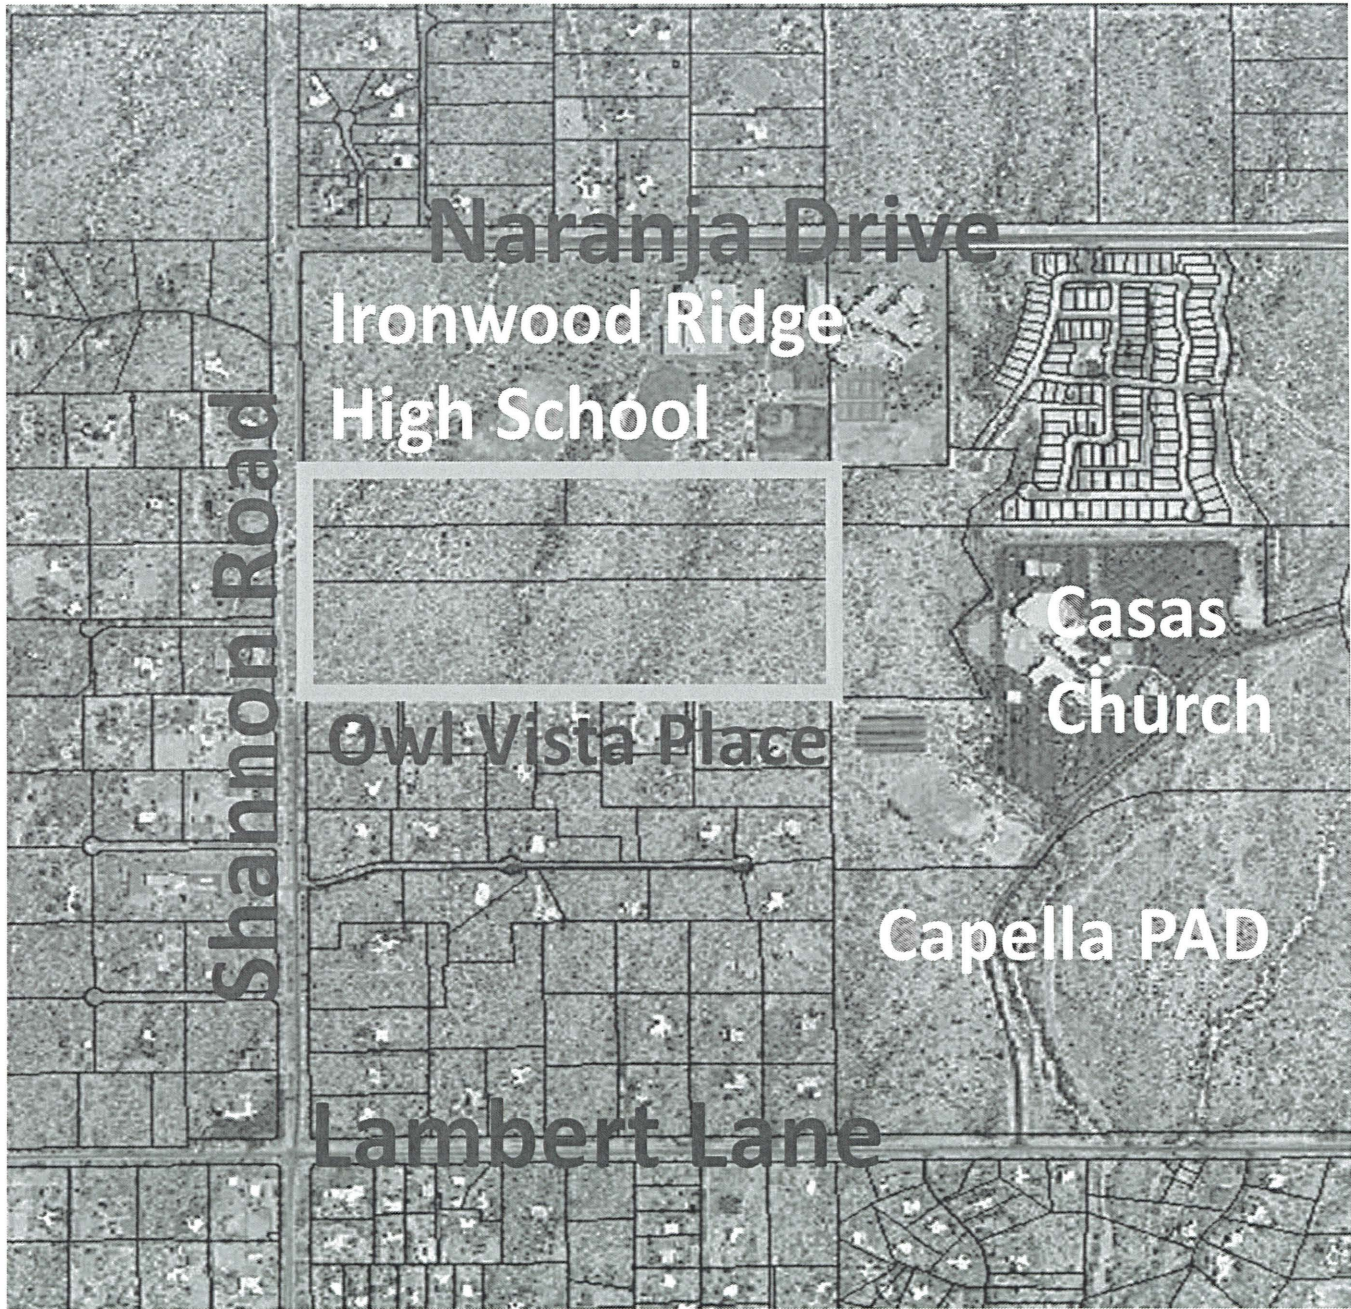 Naranja Drive
Ironwood Ridge
High School
Shannon Road
Casas
Church
Owl Vista Place
Capella PAD
Lambert Lane